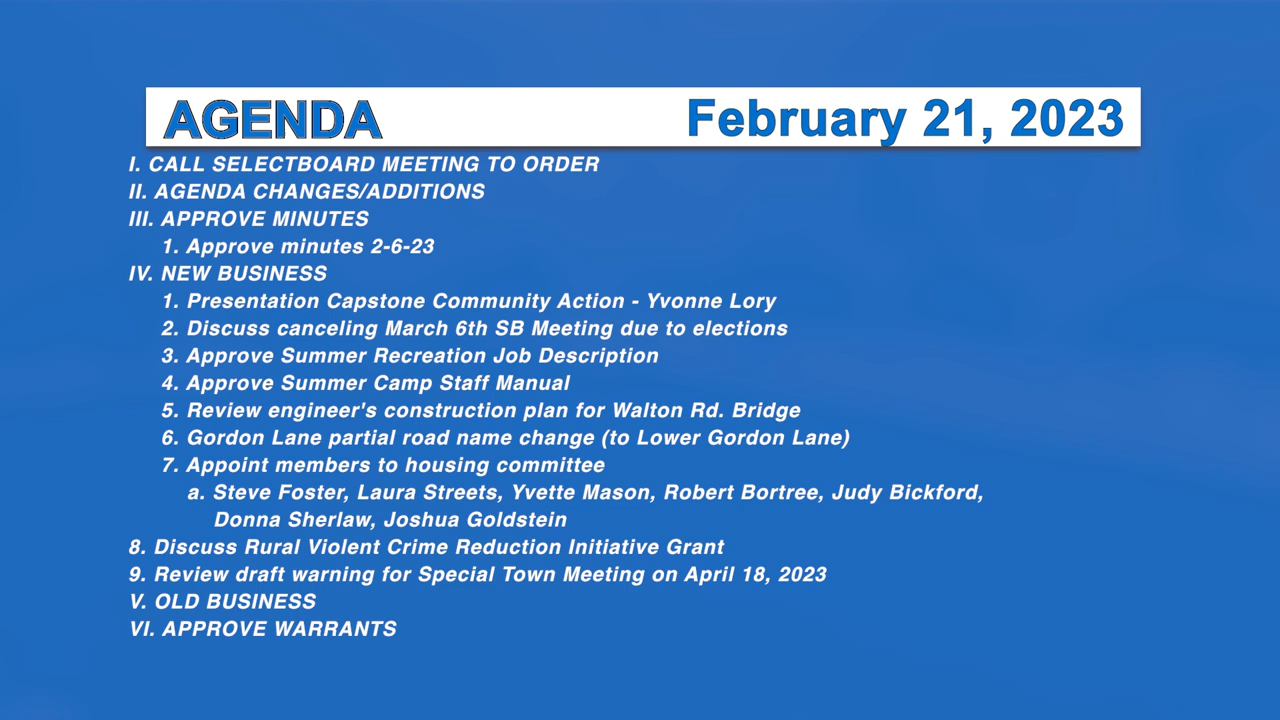 AGENDA February 21, 2023
I. CALL SELECTBOARD MEETING TO ORDER
II. AGENDA CHANGES/ADDITIONS
III. APPROVE MINUTES
1. Approve minutes 2-6-23
IV. NEW BUSINESS
1. Presentation Capstone Community Action - Yvonne Lory
2. Discuss canceling March 6th SB Meeting due to elections
3. Approve Summer Recreation Job Description
4. Approve Summer Camp Staff Manual
5. Review engineer's construction plan for Walton Rd. Bridge
6. Gordon Lane partial road name change (to Lower Gordon Lane)
7. Appoint members to housing committee
a. Steve Foster, Laura Streets, Yvette Mason, Robert Bortree, Judy Bickford,
Donna Sherlaw, Joshua Goldstein
8. Discuss Rural Violent Crime Reduction Initiative Grant
9. Review draft warning for Special Town Meeting on April 18, 2023
V. OLD BUSINESS
VI. APPROVE WARRANTS